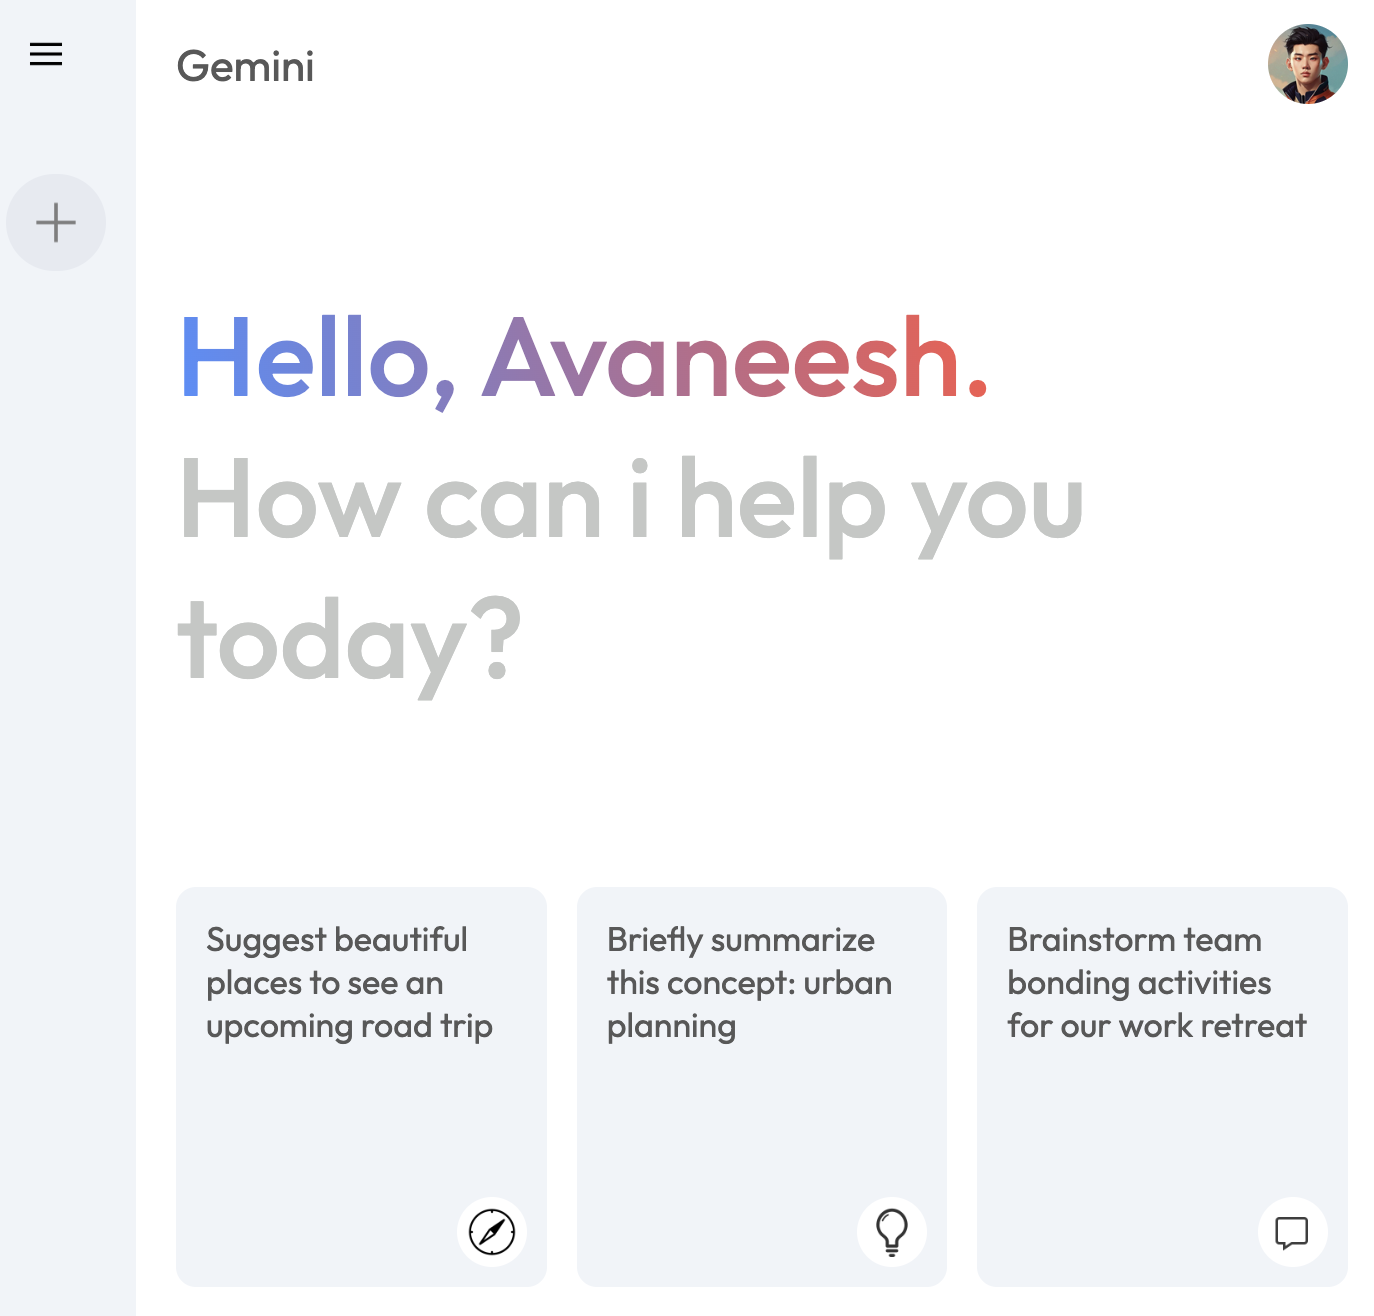 Gemini
Hello, Avaneesh.
How can i help you
today?
Suggest beautiful
places to see an
upcoming road trip
Briefly summarize
this concept: urban
planning
Brainstorm team
bonding activities
for our work retreat